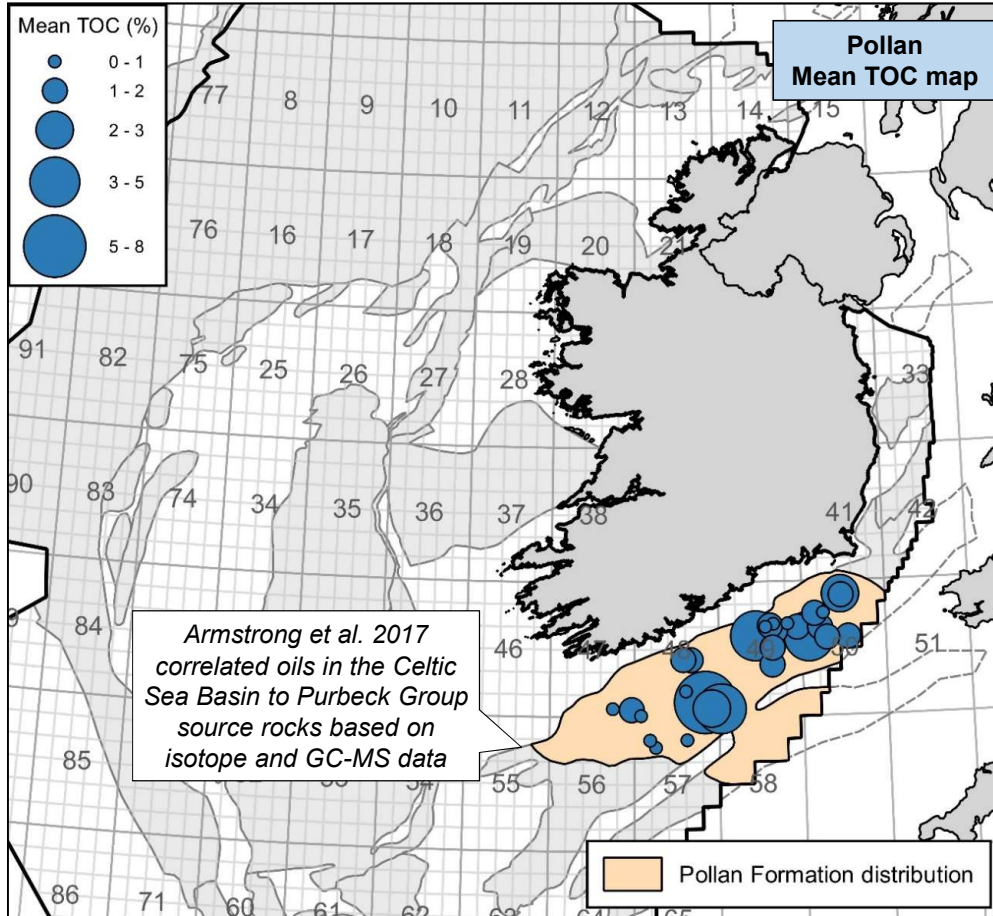 Mean TOC (%)
0 - 1
1 - 2
2 - 3
3 - 5
5 - 8
Pollan
Mean TOC map
77 8 9 10 11 12 13 14 15
76 16 17 18 19 20 21
91 82 75 25 26 27 28 33
90 83 74 34 35 36 37 38 41 42
84 46 47 48 49 50 51
Armstrong et al. 2017
correlated oils in the Celtic
Sea Basin to Purbeck Group
source rocks based on
isotope and GC-MS data
85 55 56 57 58
86 71 60 61 62
Pollan Formation distribution